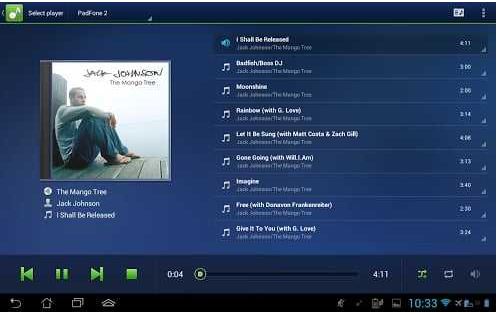 Select player
PadFone 2
JACK JOHNSON
The Mango Tree
The Mango Tree
Jack Johnson
I Shall Be Released
I Shall Be Released
Jack Johnson/The Mango Tree
4:11
Badfish/Boss DJ
Jack Johnson/The Mango Tree
3:00
Moonshine
Jack Johnson/The Mango Tree
2:00
Rainbow (with G. Love)
Jack Johnson/The Mango Tree
3:14
Let It Be Sung (with Matt Costa & Zach Gill)
Jack Johnson/The Mango Tree
4:08
Gone Going (with Will.I.Am)
Jack Johnson/The Mango Tree
3:13
Imagine
Jack Johnson/The Mango Tree
3:40
Free (with Donavon Frankenreiter)
Jack Johnson/The Mango Tree
2:30
Give It To You (with G. Love)
Jack Johnson/The Mango Tree
3:24
0:04
4:11
10:33